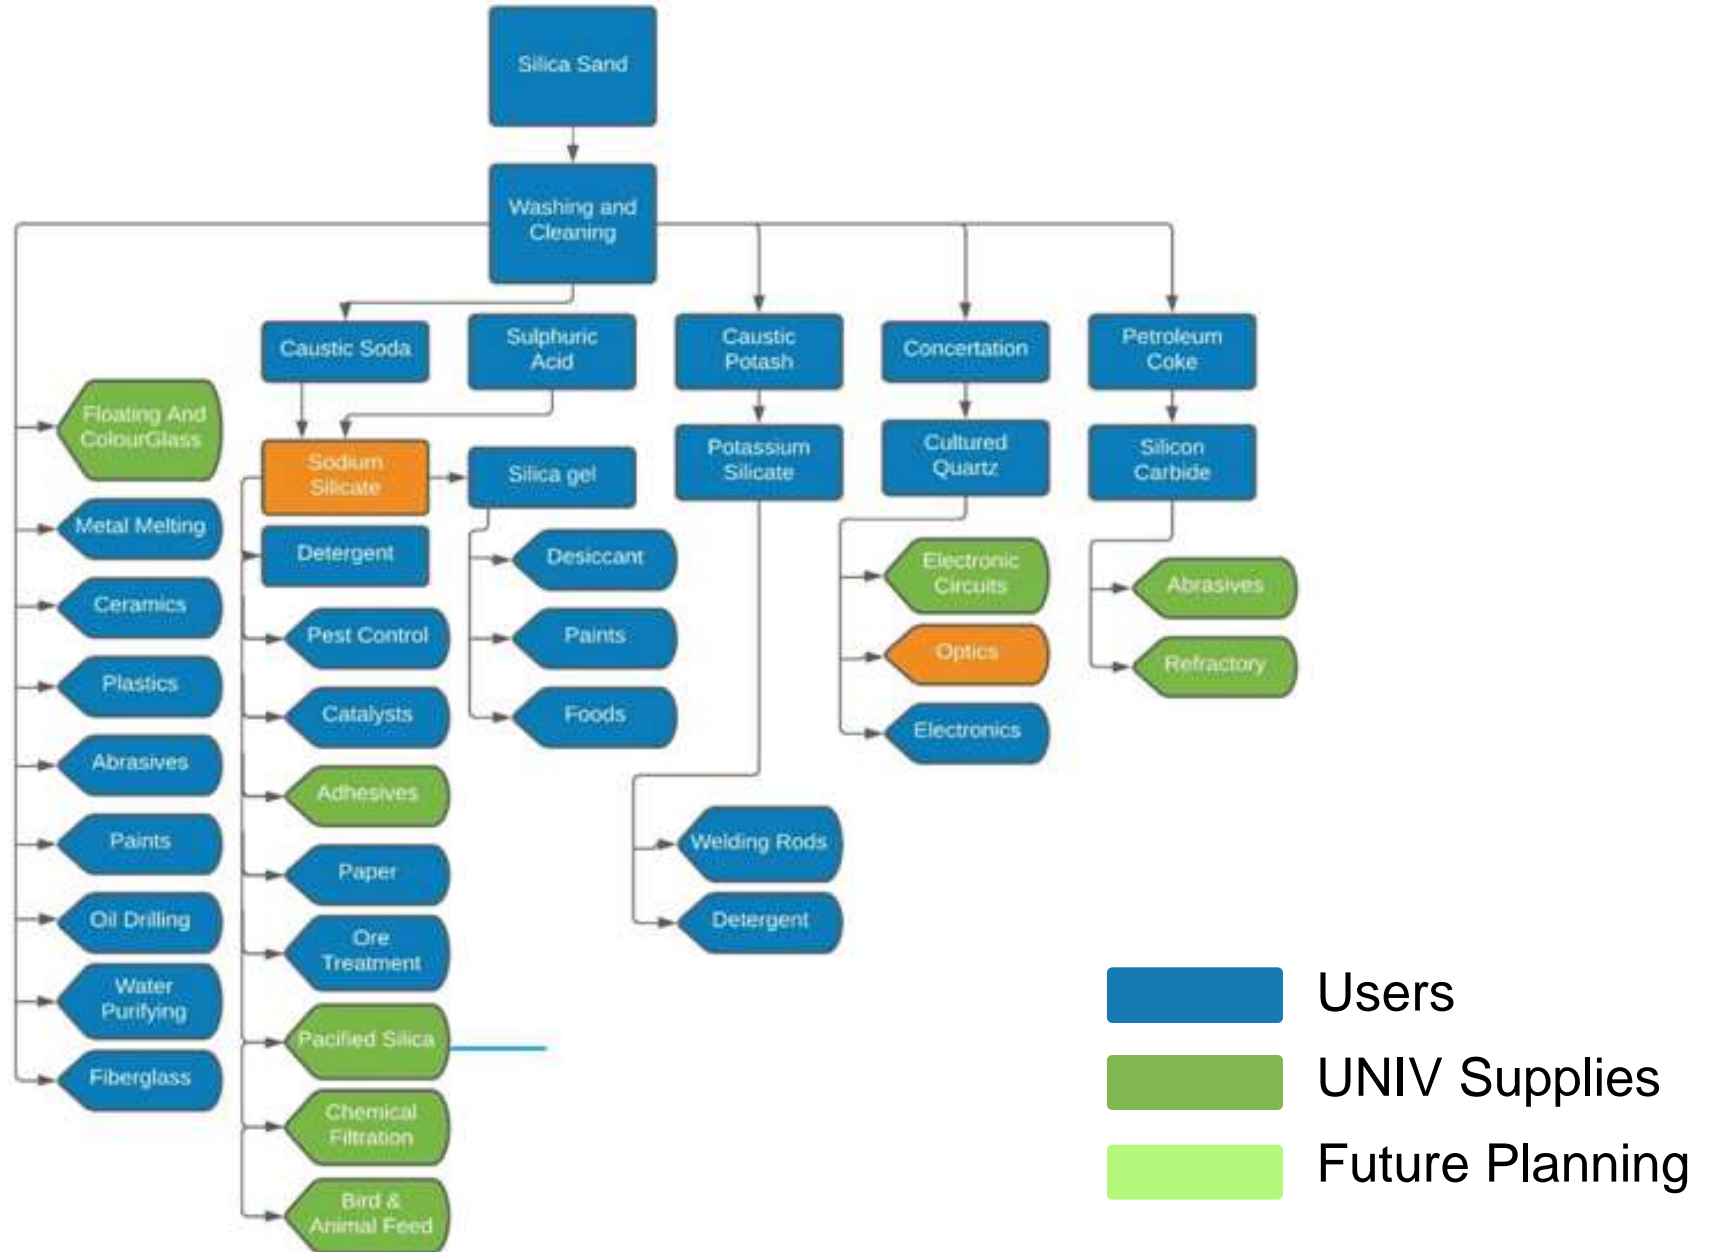 Silica Sand
Washing and
Cleaning
Caustic Soda
Sulphuric
Acid
Caustic
Potash
Concertation
Petroleum
Coke
Floating And
ColourGlass
Metal Melting
Ceramics
Plastics
Abrasives
Paints
Oil Drilling
Water
Purifying
Fiberglass
Sodium
Silicate
Detergent
Pest Control
Catalysts
Adhesives
Paper
Ore
Treatment
Pacified Silica
Chemical
Filtration
Bird &
Animal Feed
Silica gel
Desiccant
Paints
Foods
Potassium
Silicate
Welding Rods
Detergent
Cultured
Quartz
Electronic
Circuits
Optics
Electronics
Silicon
Carbide
Abrasives
Refractory
Users
UNIV Supplies
Future Planning